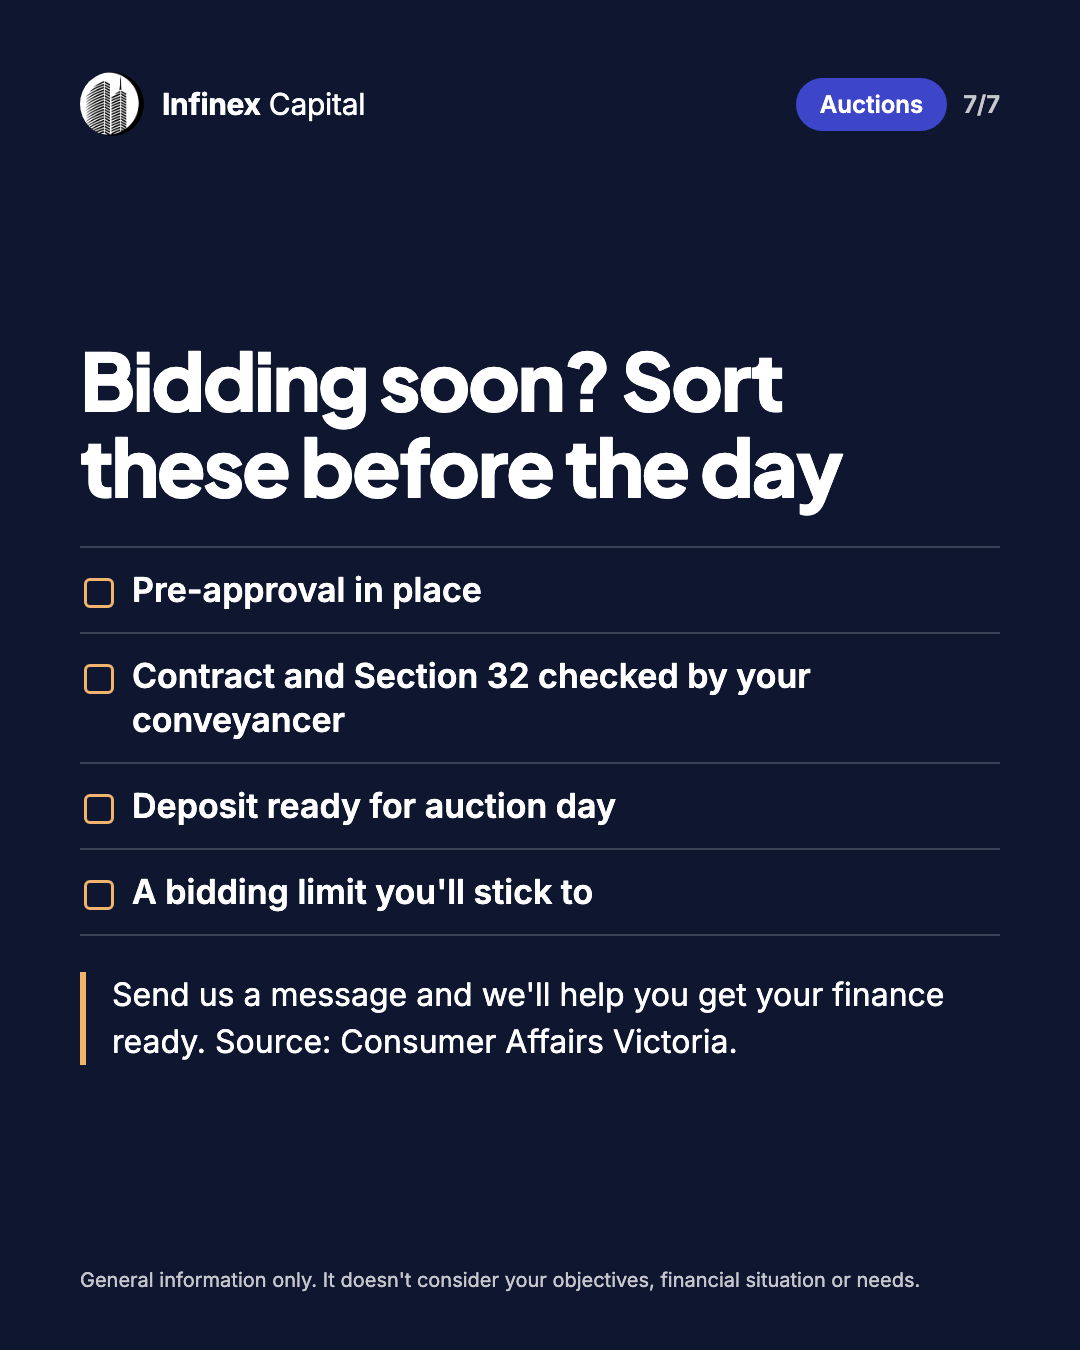 Infinex Capital
Auctions 7/7
Bidding soon? Sort
these before the day
Pre-approval in place
Contract and Section 32 checked by your
conveyancer
Deposit ready for auction day
A bidding limit you'll stick to
Send us a message and we'll help you get your finance
ready. Source: Consumer Affairs Victoria.
General information only. It doesn't consider your objectives, financial situation or needs.